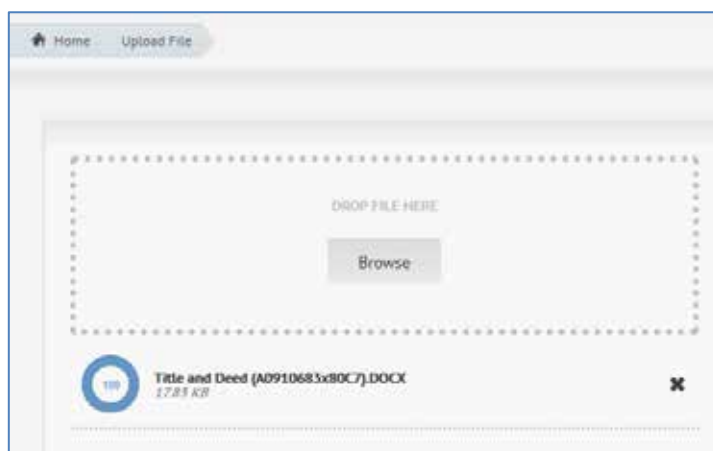 Home Upload File
DROP FILE HERE
Browse
100
Title and Deed (A0910683x80C7).DOCX
17.83 KB